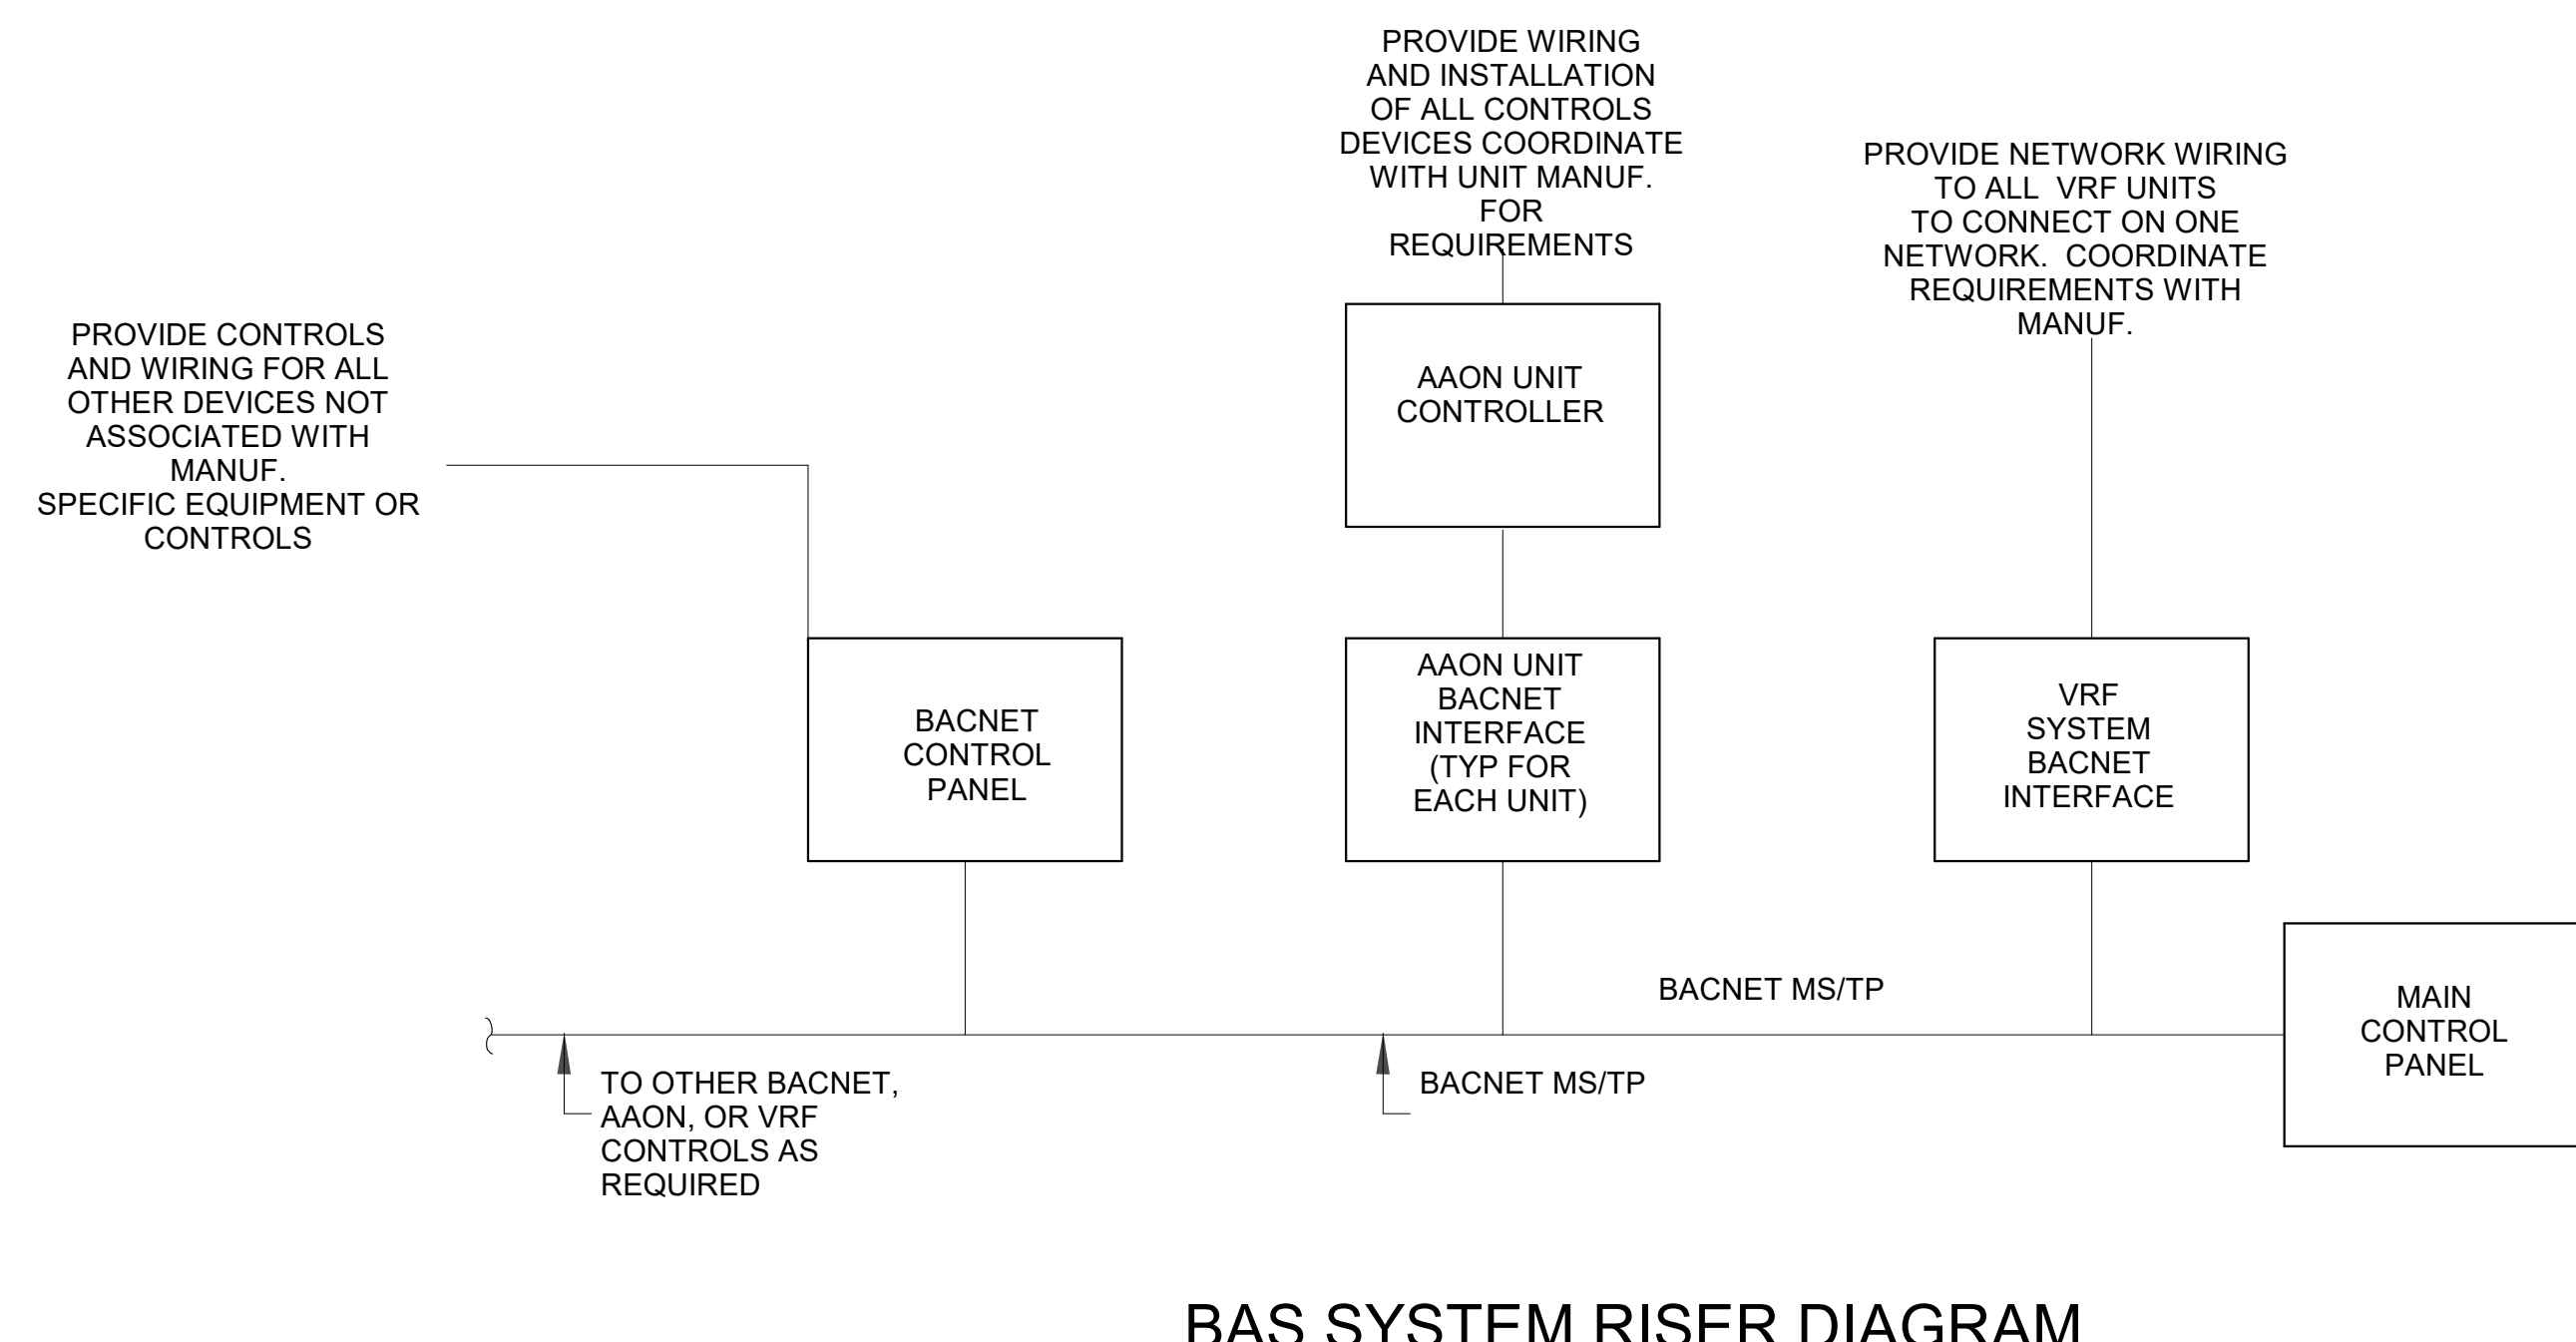 PROVIDE WIRING
AND INSTALLATION
OF ALL CONTROLS
DEVICES COORDINATE
WITH UNIT MANUF.
FOR
REQUIREMENTS
PROVIDE NETWORK WIRING
TO ALL VRF UNITS
TO CONNECT ON ONE
NETWORK. COORDINATE
REQUIREMENTS WITH
MANUF.
PROVIDE CONTROLS
AND WIRING FOR ALL
OTHER DEVICES NOT
ASSOCIATED WITH
MANUF.
SPECIFIC EQUIPMENT OR
CONTROLS
AAON UNIT
CONTROLLER
BACNET
CONTROL
PANEL
AAON UNIT
BACNET
INTERFACE
(TYP FOR
EACH UNIT)
VRF
SYSTEM
BACNET
INTERFACE
BACNET MS/TP
MAIN
CONTROL
PANEL
TO OTHER BACNET,
AAON, OR VRF
CONTROLS AS
REQUIRED
BACNET MS/TP
BAS SYSTEM RISER DIAGRAM